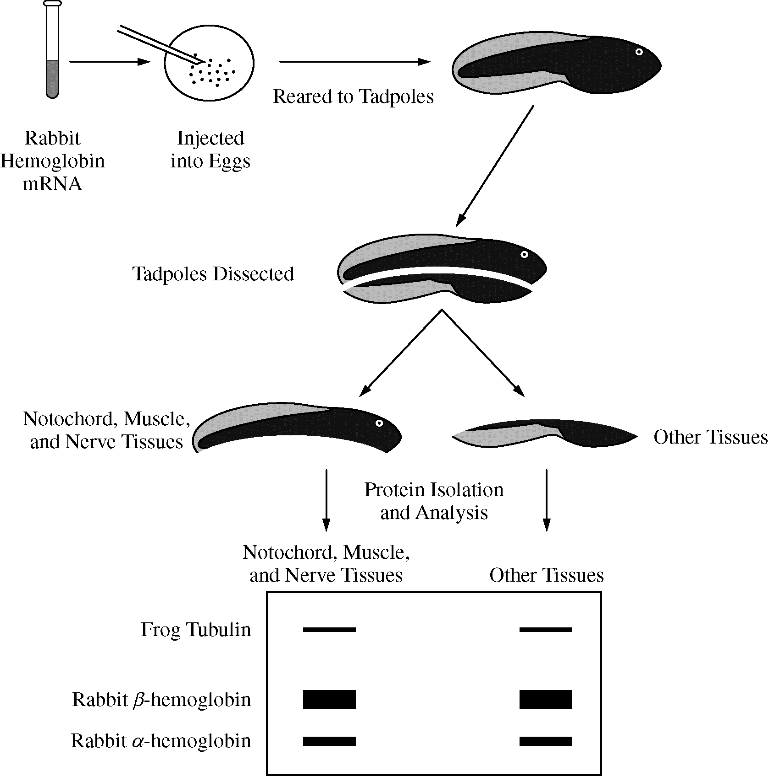 Rabbit
Hemoglobin
mRNA
Injected
into Eggs
Reared to Tadpoles
Tadpoles Dissected
Notochord, Muscle,
and Nerve Tissues
Other Tissues
Protein Isolation
and Analysis
Notochord, Muscle,
and Nerve Tissues
Other Tissues
Frog Tubulin
Rabbit β-hemoglobin
Rabbit α-hemoglobin